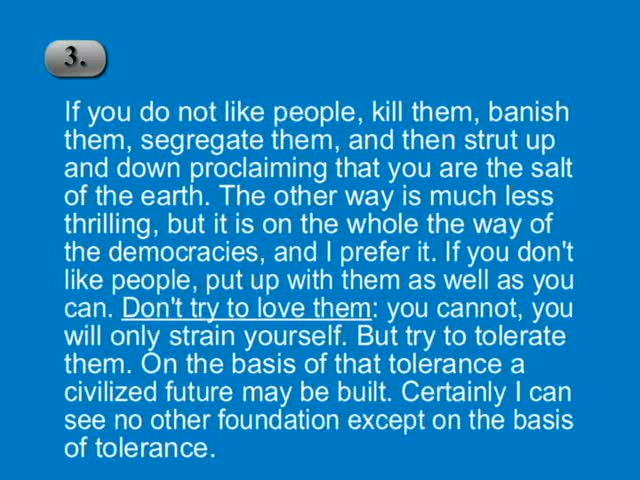 3.
If you do not like people, kill them, banish
them, segregate them, and then strut up
and down proclaiming that you are the salt
of the earth. The other way is much less
thrilling, but it is on the whole the way of
the democracies, and I prefer it. If you don't
like people, put up with them as well as you
can. Don't try to love them: you cannot, you
will only strain yourself. But try to tolerate
them. On the basis of that tolerance a
civilized future may be built. Certainly I can
see no other foundation except on the basis
of tolerance.